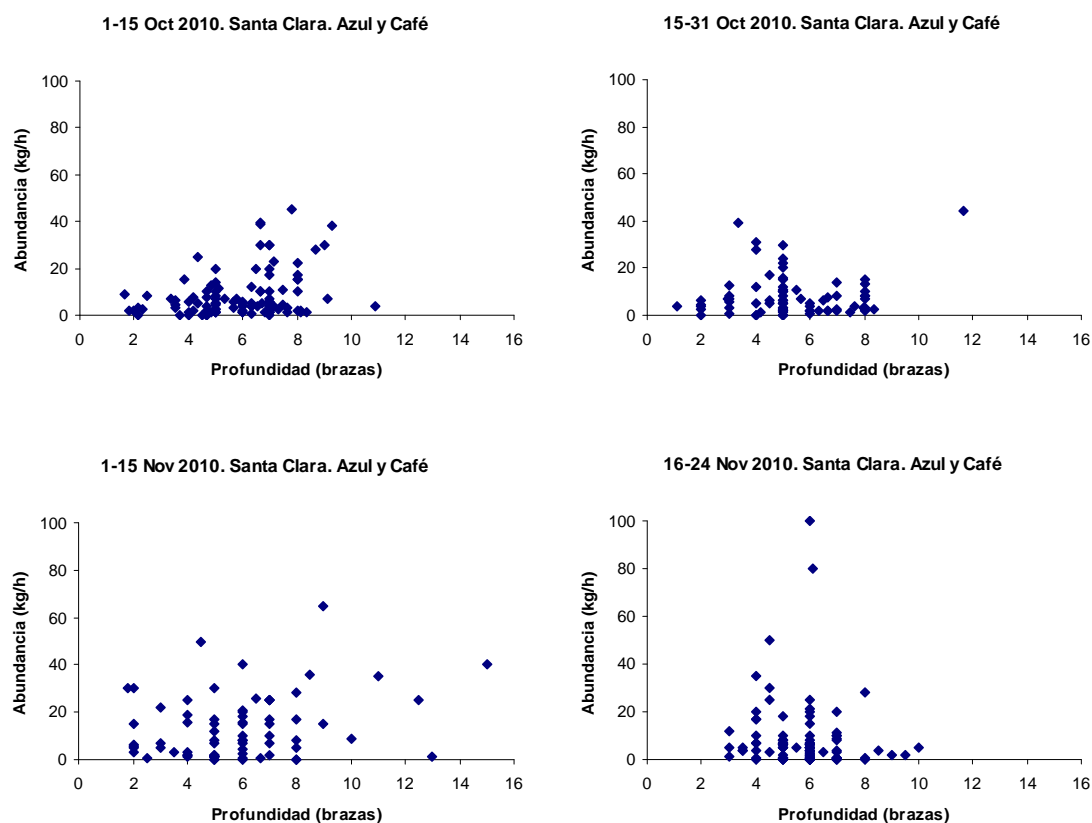 1-15 Oct 2010. Santa Clara. Azul y Café
100
80
60
40
20
0
Abundancia (kg/h)
0 2 4 6 8 10 12 14 16
Profundidad (brazas)
15-31 Oct 2010. Santa Clara. Azul y Café
100
80
60
40
20
0
Abundancia (kg/h)
0 2 4 6 8 10 12 14 16
Profundidad (brazas)
1-15 Nov 2010. Santa Clara. Azul y Café
100
80
60
40
20
0
Abundancia (kg/h)
0 2 4 6 8 10 12 14 16
Profundidad (brazas)
16-24 Nov 2010. Santa Clara. Azul y Café
100
80
60
40
20
0
Abundancia (kg/h)
0 2 4 6 8 10 12 14 16
Profundidad (brazas)